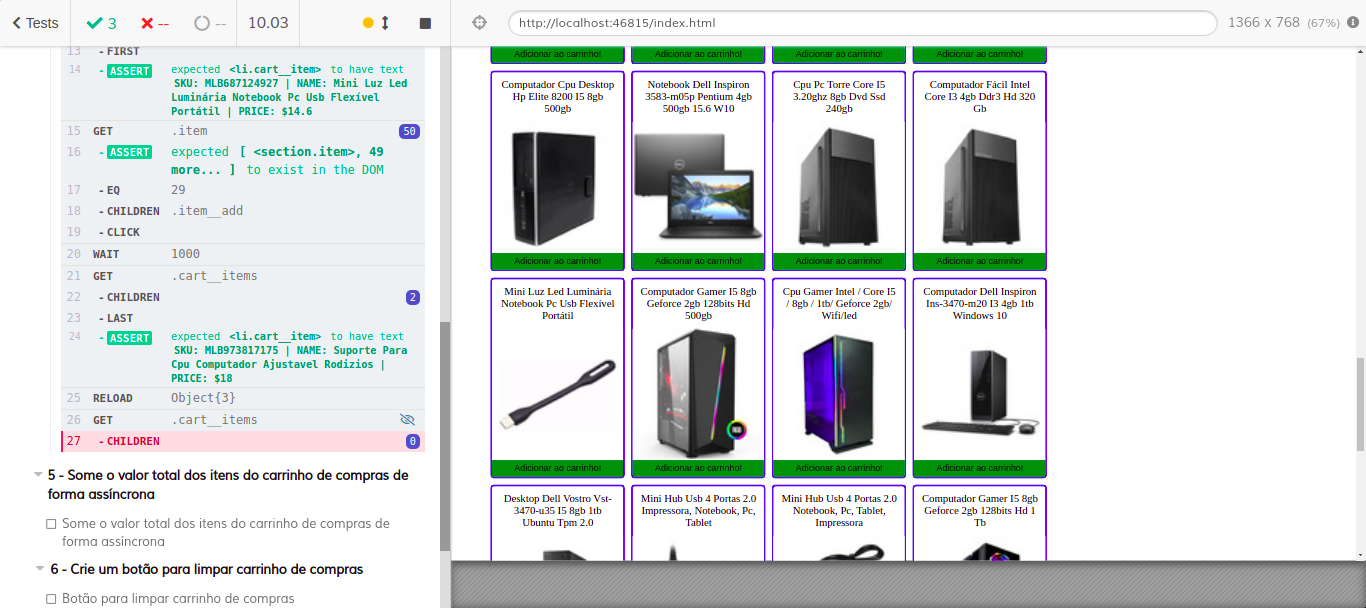 Tests
3
--
--
10.03
http://localhost:46815/index.html
1366 x 768 (67%)
13 -FIRST
14 -ASSERT expected <li.cart__item> to have text
SKU: MLB687124927 | NAME: Mini Luz Led
Luminária Notebook Pc Usb Flexível
Portátil | PRICE: $14.6
15 GET .item 50
16 -ASSERT expected [ <section.item>, 49
more... ] to exist in the DOM
17 -EQ 29
18 -CHILDREN .item__add
19 -CLICK
20 WAIT 1000
21 GET .cart__items
22 -CHILDREN 2
23 -LAST
24 -ASSERT expected <li.cart__item> to have text
SKU: MLB973817175 | NAME: Suporte Para
Cpu Computador Ajustavel Rodizios |
PRICE: $18
25 RELOAD Object{3}
26 GET .cart__items
27 -CHILDREN 0
5 - Some o valor total dos itens do carrinho de compras de
forma assíncrona
Some o valor total dos itens do carrinho de compras de
forma assíncrona
6 - Crie um botão para limpar carrinho de compras
Botão para limpar carrinho de compras
Adicionar ao carrinho!
Adicionar ao carrinho!
Adicionar ao carrinho!
Adicionar ao carrinho!
Computador Cpu Desktop
Hp Elite 8200 I5 8gb
500gb
Adicionar ao carrinho!
Notebook Dell Inspiron
3583-m05p Pentium 4gb
500gb 15.6 W10
Adicionar ao carrinho!
Cpu Pc Torre Core I5
3.20ghz 8gb Dvd Ssd
240gb
Adicionar ao carrinho!
Computador Fácil Intel
Core I3 4gb Ddr3 Hd 320
Gb
Adicionar ao carrinho!
Mini Luz Led Luminária
Notebook Pc Usb Flexível
Portátil
Adicionar ao carrinho!
Computador Gamer I5 8gb
Geforce 2gb 128bits Hd
500gb
RGB
Adicionar ao carrinho!
Cpu Gamer Intel / Core I5
/ 8gb / 1tb/ Geforce 2gb/
Wifi/led
Adicionar ao carrinho!
Computador Dell Inspiron
Ins-3470-m20 I3 4gb 1tb
Windows 10
Adicionar ao carrinho!
Desktop Dell Vostro Vst-
3470-u35 I5 8gb 1tb
Ubuntu Tpm 2.0
Mini Hub Usb 4 Portas 2.0
Impressora, Notebook, Pc,
Tablet
Mini Hub Usb 4 Portas 2.0
Notebook, Pc, Tablet,
Impressora
Computador Gamer I5 8gb
Geforce 2gb 128bits Hd 1
Tb